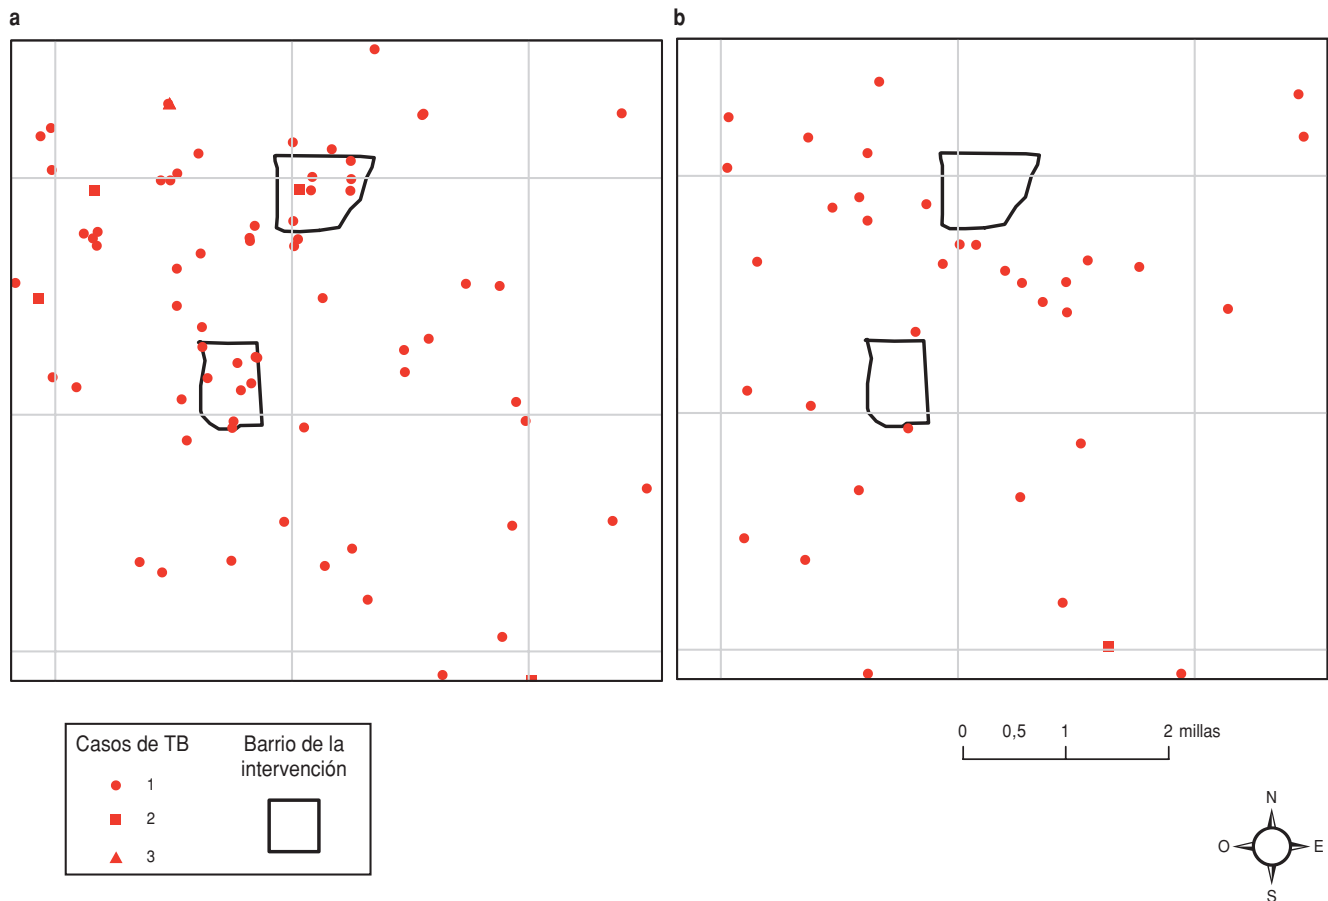 a
b
Casos de TB
1
2
3
Barrio de la
intervención
0 0,5 1 2 millas
N
O E
S